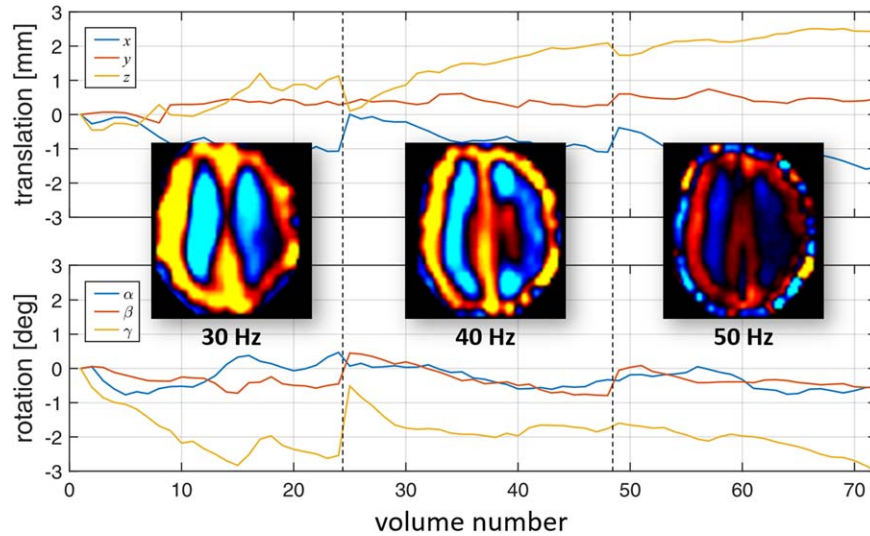 3
2
1
0
-1
-2
-3
translation [mm]
x
y
z
3
2
1
0
-1
-2
-3
rotation [deg]
α
β
γ
30 Hz
40 Hz
50 Hz
0
10
20
30
40
50
60
70
volume number